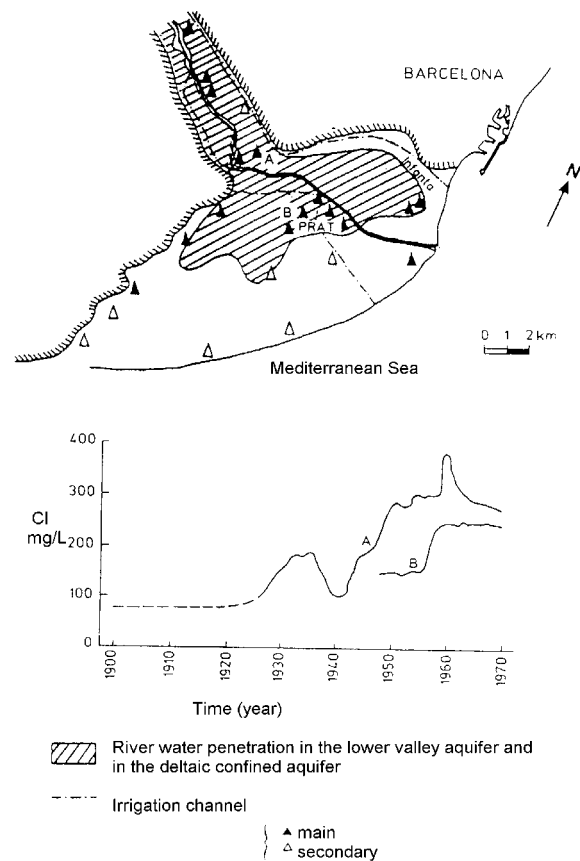 BARCELONA
N
A
Infanta
B
PRAT
0 1 2 km
Mediterranean Sea
400
300
Cl
mg/L
200
100
0
A
B
1900
1910
1920
1930
1940
1950
1960
1970
Time (year)
River water penetration in the lower valley aquifer and
in the deltaic confined aquifer
Irrigation channel
main
secondary